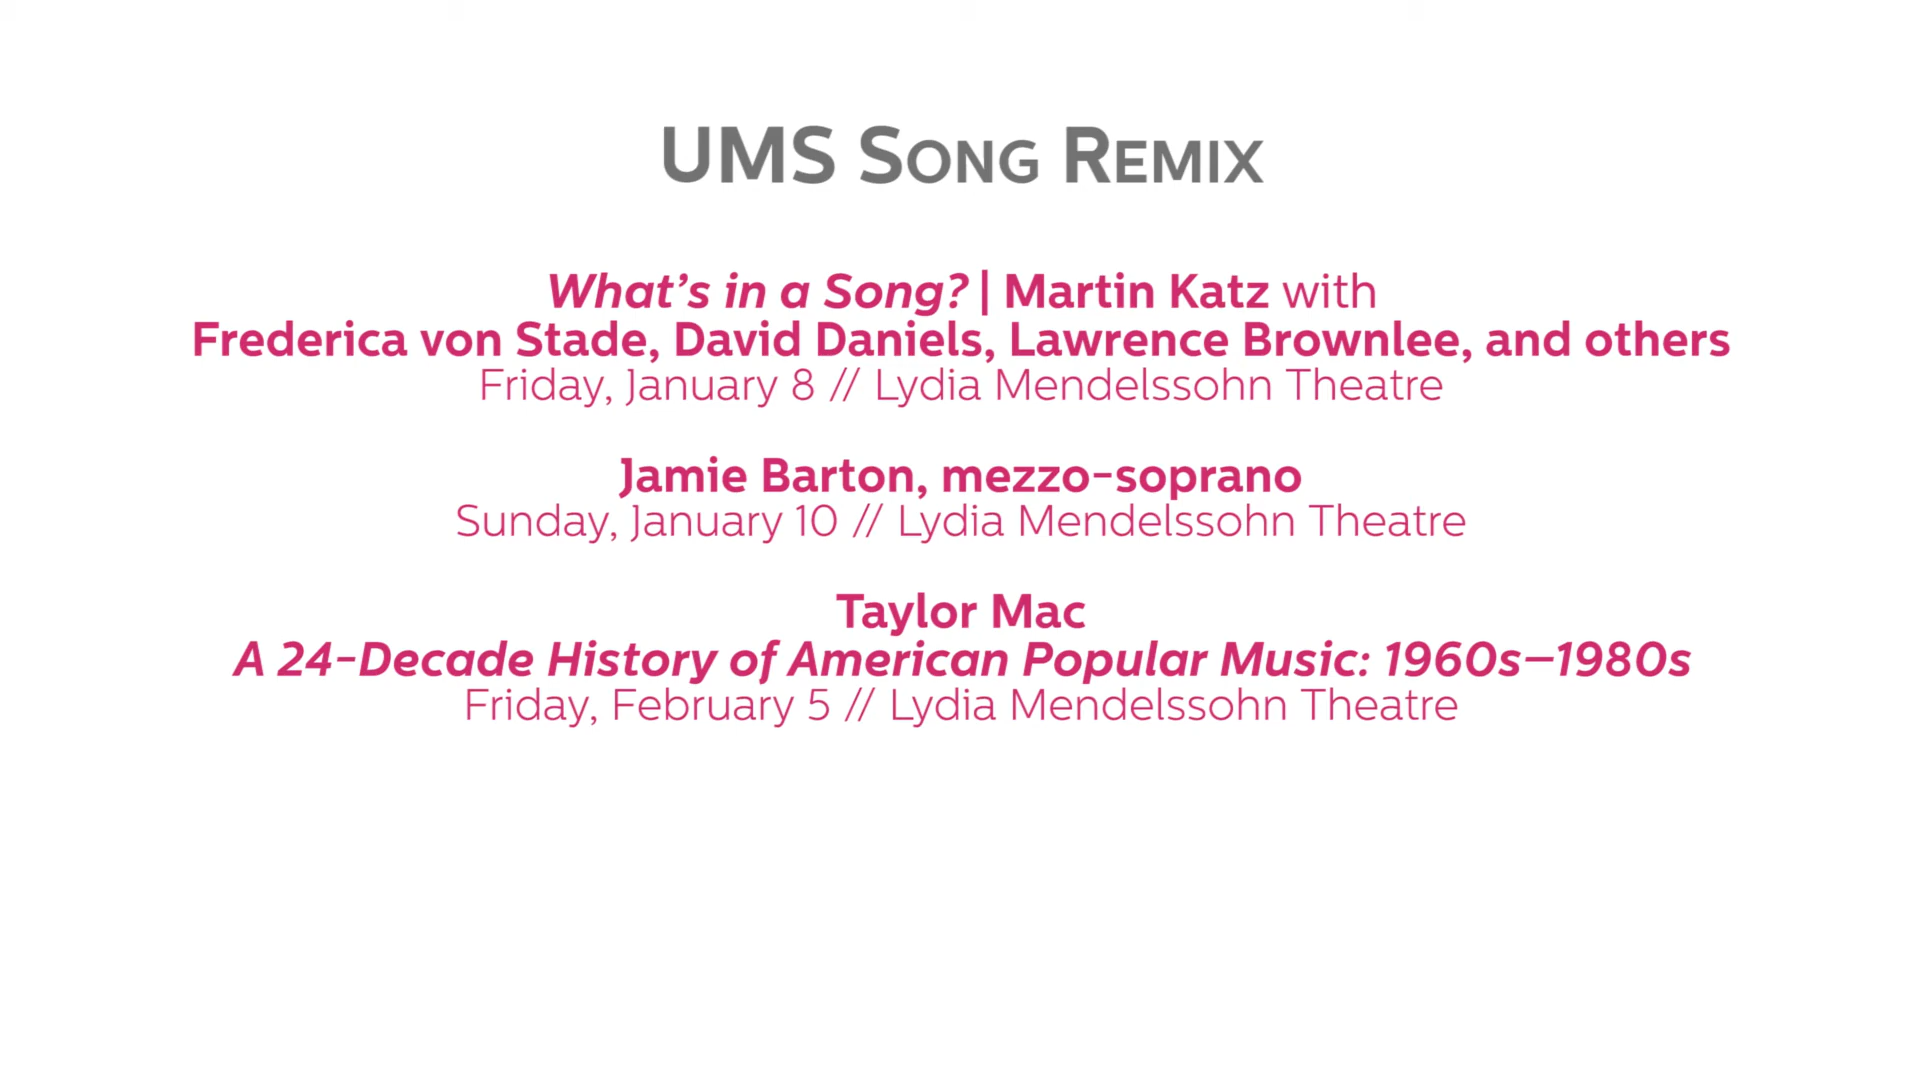 UMS Song Remix
What's in a Song? | Martin Katz with
Frederica von Stade, David Daniels, Lawrence Brownlee, and others
Friday, January 8 // Lydia Mendelssohn Theatre
Jamie Barton, mezzo-soprano
Sunday, January 10 // Lydia Mendelssohn Theatre
Taylor Mac
A 24-Decade History of American Popular Music: 1960s–1980s
Friday, February 5 // Lydia Mendelssohn Theatre